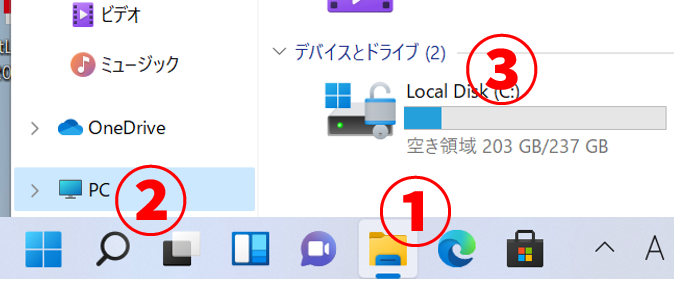 ビデオ
ミュージック
OneDrive
PC
デバイスとドライブ (2)
Local Disk (C:)
空き領域 203 GB/237 GB
①
②
③
A